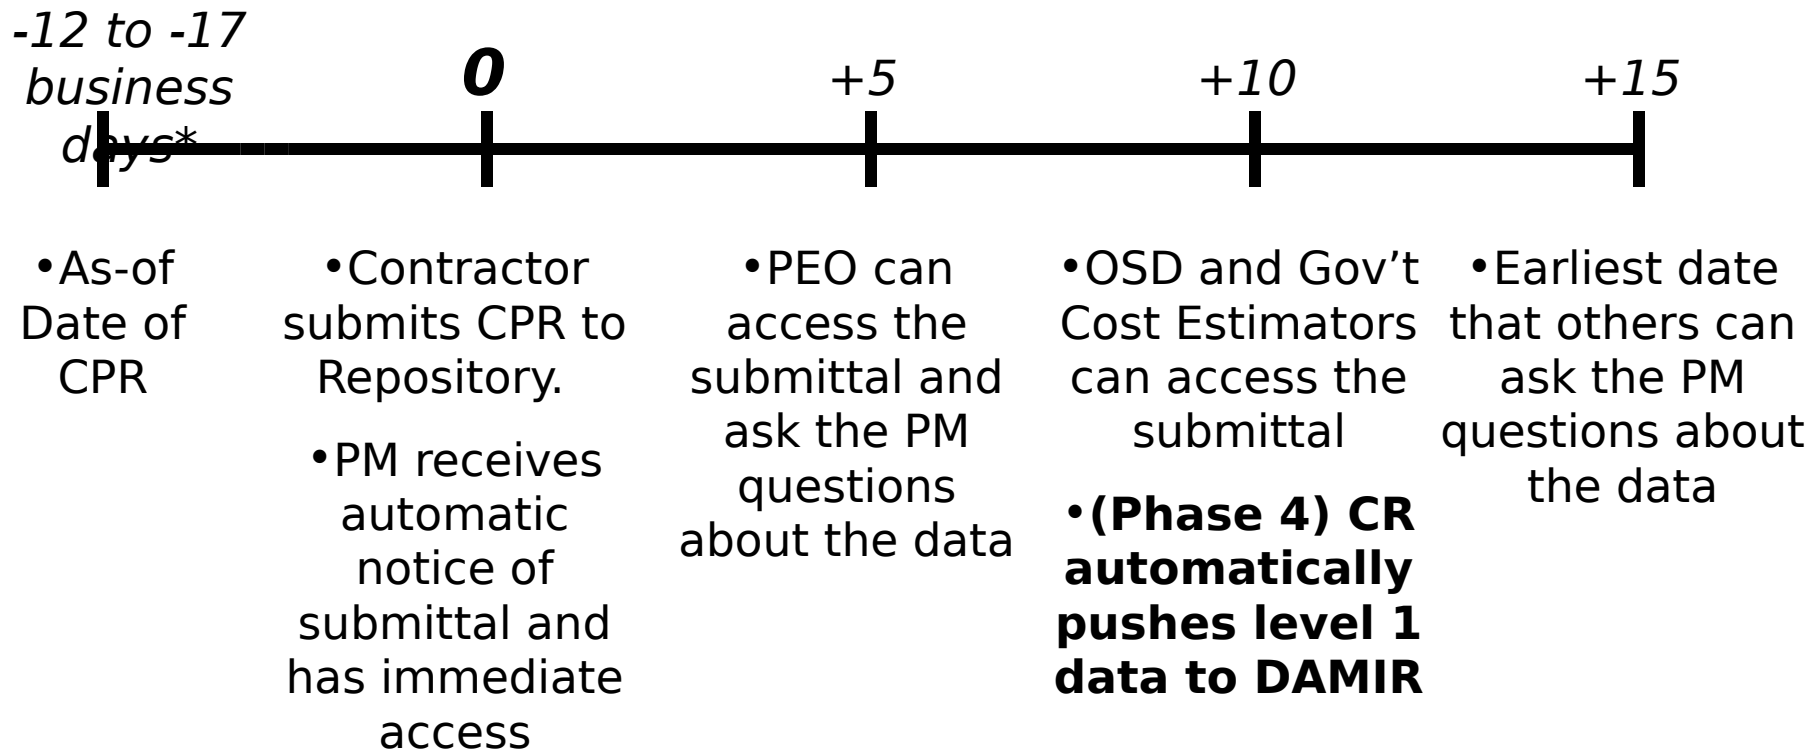 -12 to -17
business
days*
0
+5
+10
+15
•As-of
Date of
CPR
•Contractor
submits CPR to
Repository.
•PM receives
automatic
notice of
submittal and
has immediate
access
•PEO can
access the
submittal and
ask the PM
questions
about the data
•OSD and Gov’t
Cost Estimators
can access the
submittal
•(Phase 4) CR
automatically
pushes level 1
data to DAMIR
•Earliest date
that others can
ask the PM
questions about
the data